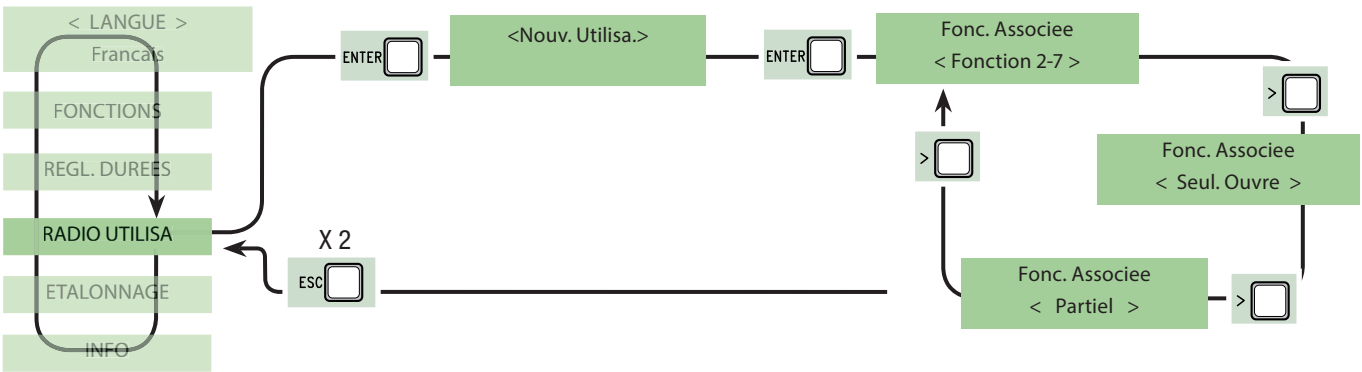 < LANGUE >
Francais
FONCTIONS
REGL. DUREES
RADIO UTILISA
ETALONNAGE
INFO
ENTER
<Nouv. Utilisa.>
ENTER
Fonc. Associee
< Fonction 2-7 >
>
Fonc. Associee
< Seul. Ouvre >
>
Fonc. Associee
< Partiel >
>
X 2
ESC